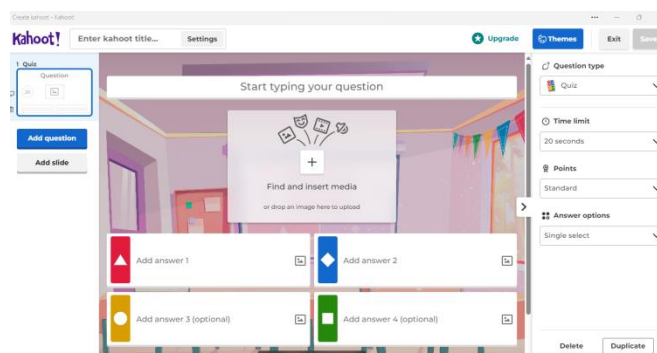 Create kahoot - Kahoot!
Kahoot!
Enter kahoot title...
Settings
Upgrade
Themes
Exit
Save
1 Quiz
Question
20
Add question
Add slide
Start typing your question
Find and insert media
or drop an image here to upload
Add answer 1
Add answer 2
Add answer 3 (optional)
Add answer 4 (optional)
Question type
Quiz
Time limit
20 seconds
Points
Standard
Answer options
Single select
Delete
Duplicate